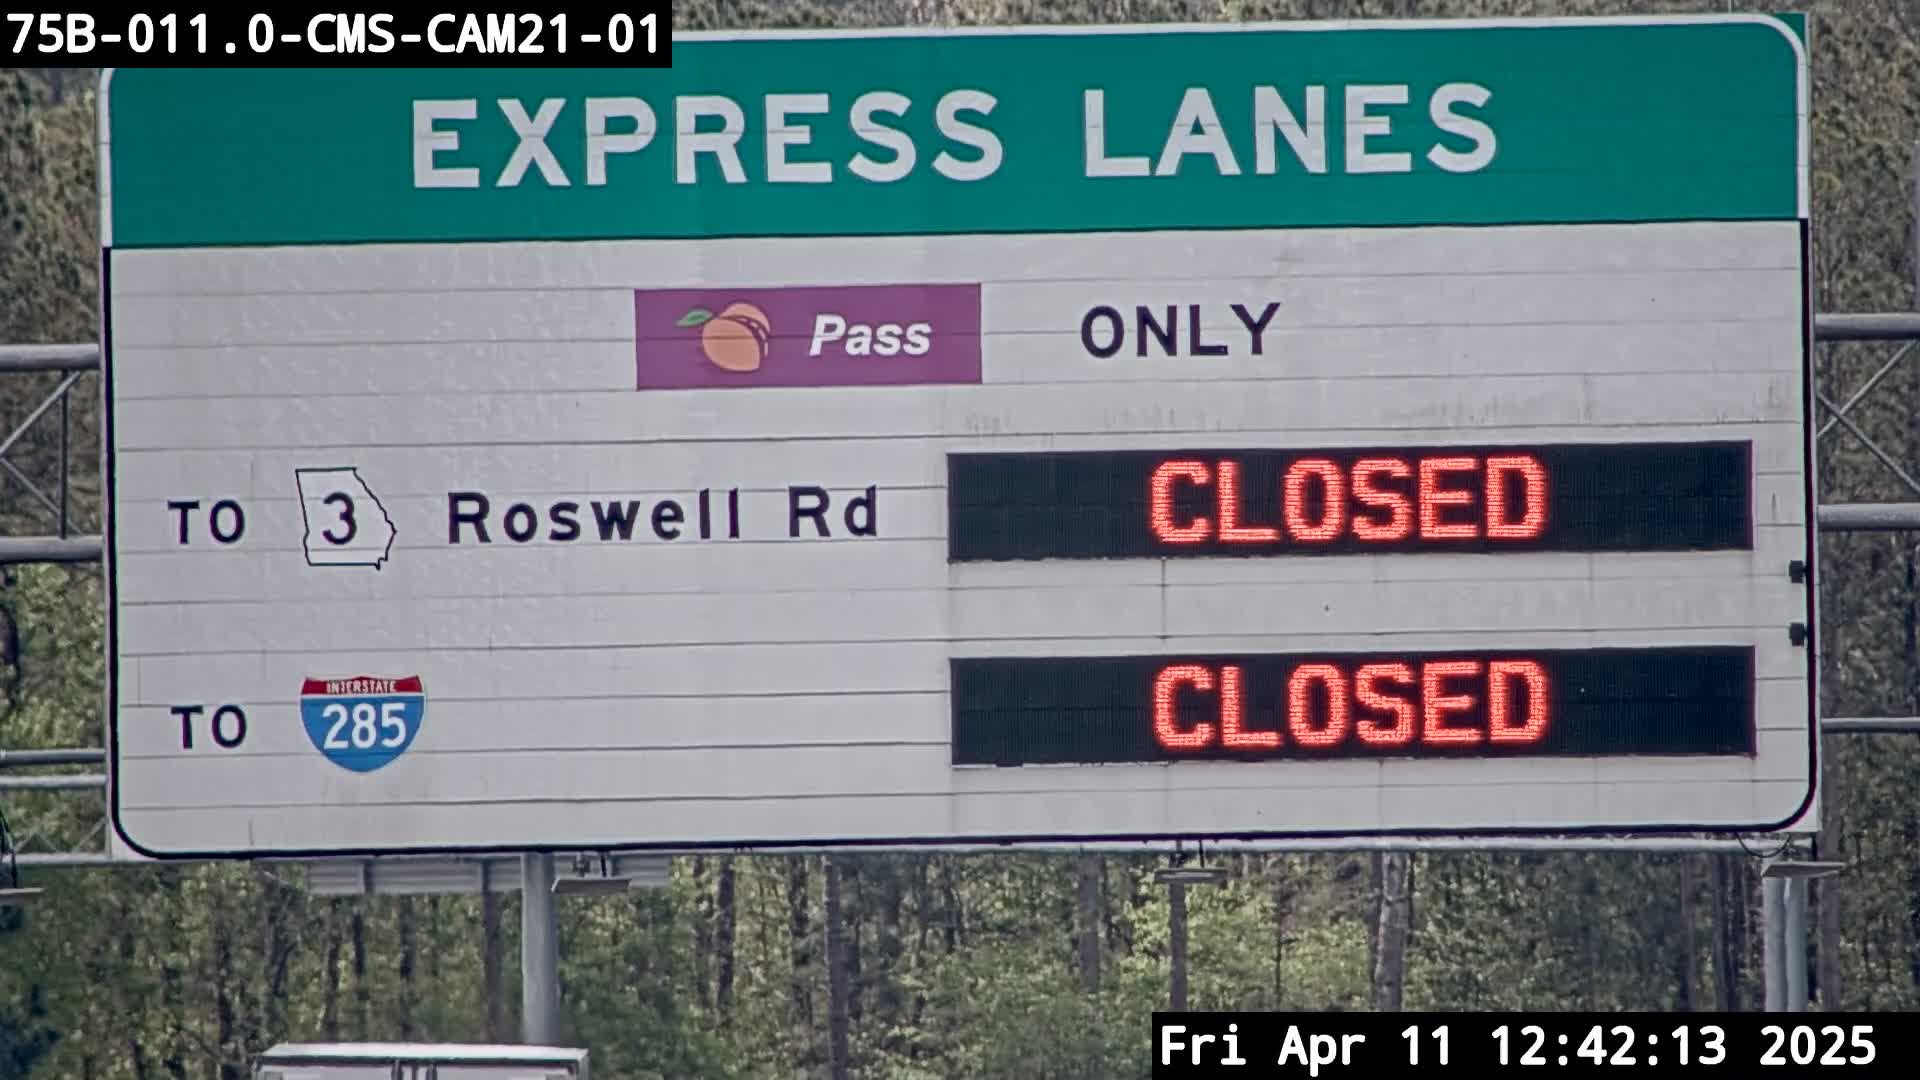 75B-011.0-CMS-CAM21-01
EXPRESS LANES
Pass ONLY
TO 3 Roswell Rd CLOSED
INTERSTATE
TO 285 CLOSED
Fri Apr 11 12:42:13 2025